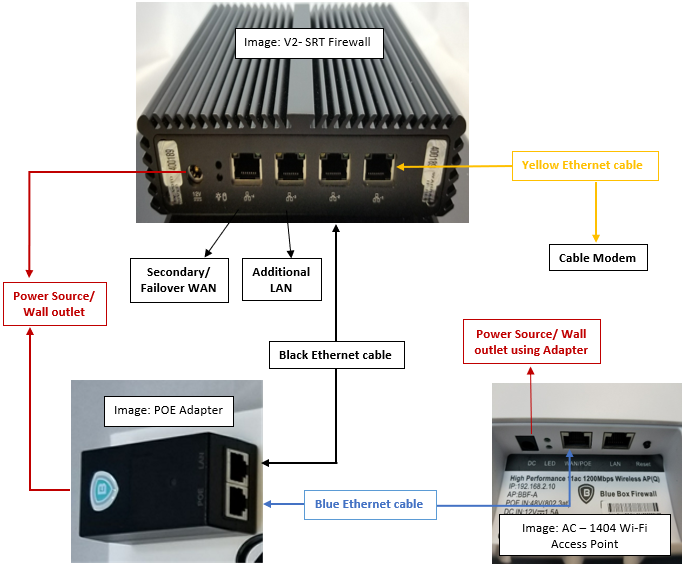 Image: V2- SRT Firewall
400189
12V
Yellow Ethernet cable
Secondary/
Failover WAN
Additional
LAN
Cable Modem
Power Source/
Wall outlet
Power Source/ Wall
outlet using Adapter
Black Ethernet cable
Image: POE Adapter
LAN
POE
B
Blue Ethernet cable
DC LED WAN/POE LAN Reset
High Performance 11ac 1200Mbps Wireless AP(Q)
IP:192.168.2.10
AP:BBF-A
POE IN:48V/802.3at
DC IN:12V⎓1.5A
B
Blue Box Firewall
Image: AC – 1404 Wi-Fi
Access Point